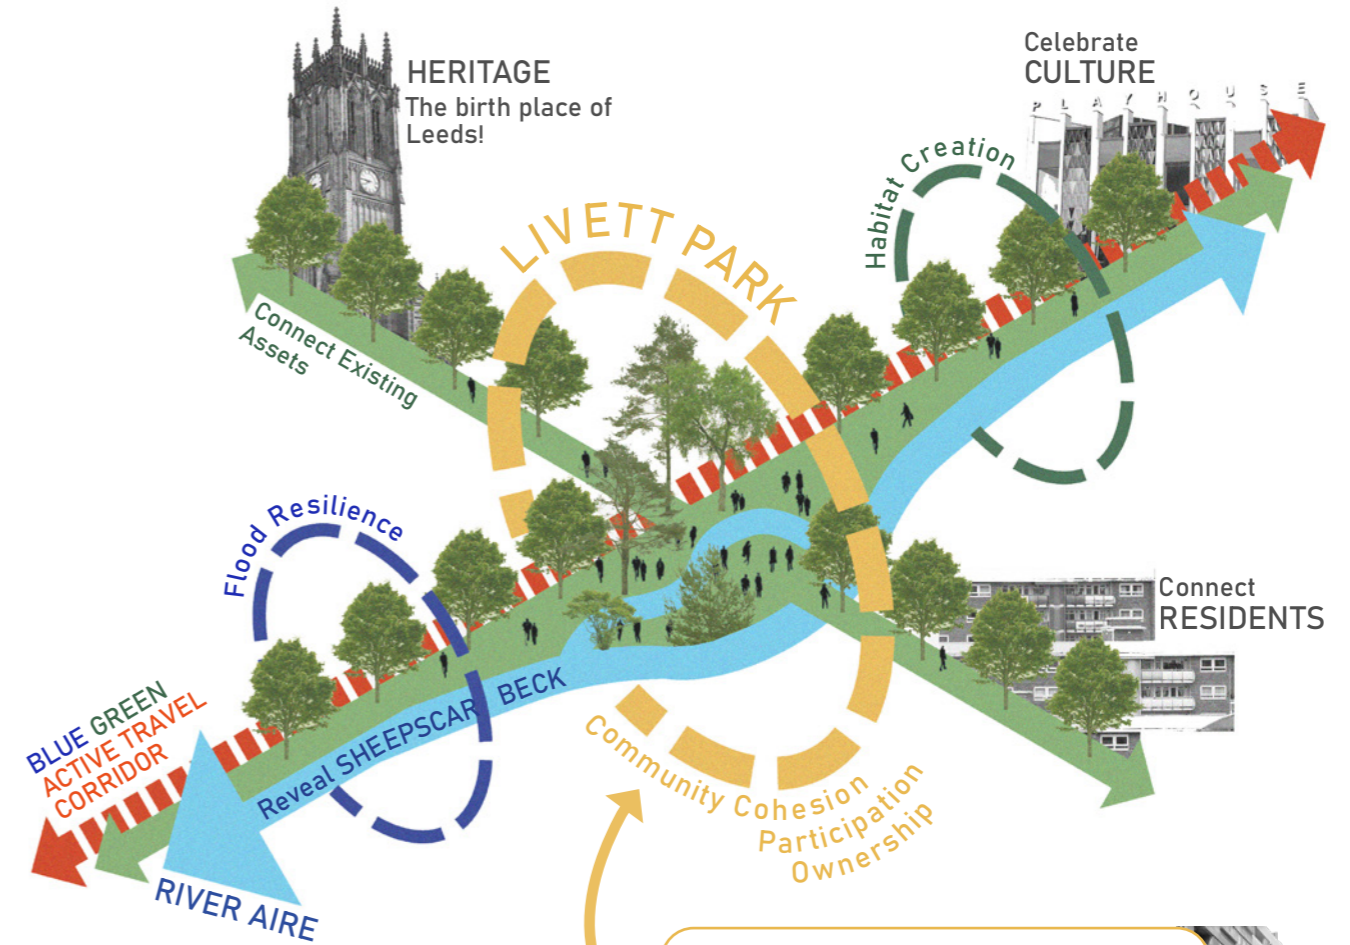 HERITAGE
The birth place of
Leeds!
Celebrate
CULTURE
PLAYHOUSE
Habitat Creation
LIVETT PARK
Connect Existing
Assets
Flood Resilience
Connect
RESIDENTS
BLUE GREEN
ACTIVE TRAVEL
CORRIDOR
Reveal SHEEPSCAR BECK
RIVER AIRE
Community Cohesion
Participation
Ownership